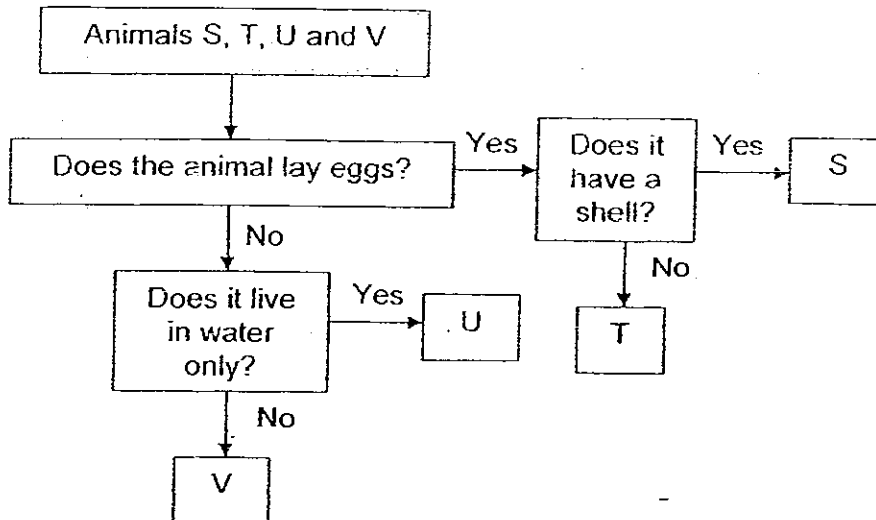 Animals S, T, U and V
Does the animal lay eggs?
Yes
Does it
have a
shell?
Yes
S
No
No
Does it live
in water
only?
Yes
U
T
No
V